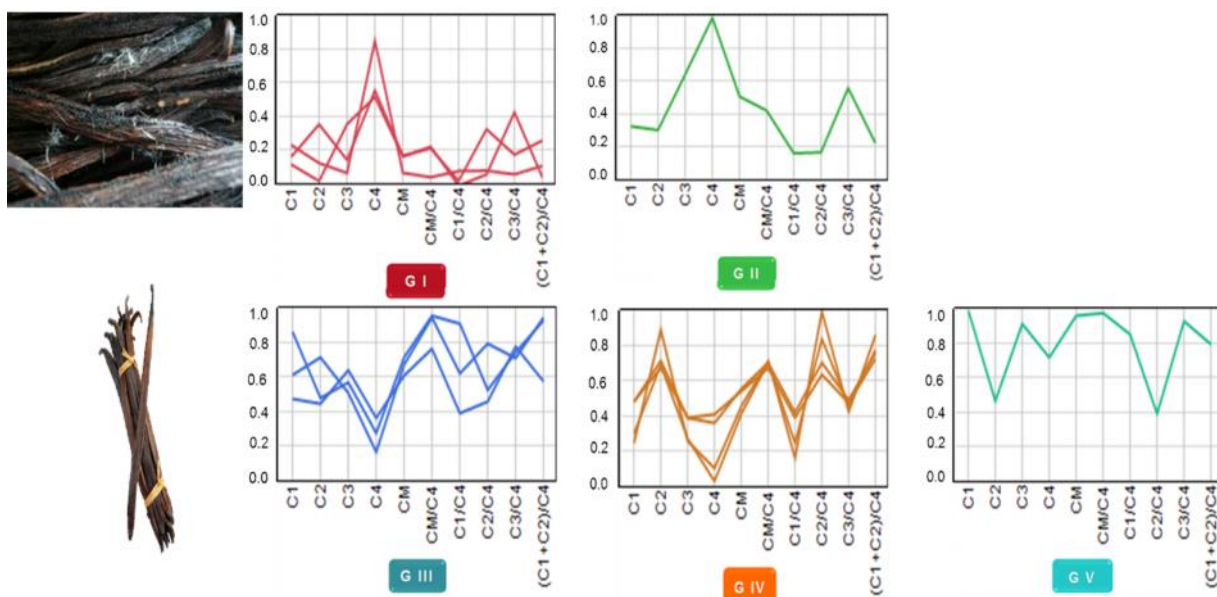 1.0
0.8
0.6
0.4
0.2
0.0
C1
C2
C3
C4
CM
CM/C4
C1/C4
C2/C4
C3/C4
(C1+C2)/C4
G I
1.0
0.8
0.6
0.4
0.2
0.0
C1
C2
C3
C4
CM
CM/C4
C1/C4
C2/C4
C3/C4
(C1+C2)/C4
G II
1.0
0.8
0.6
0.4
0.2
0.0
C1
C2
C3
C4
CM
CM/C4
C1/C4
C2/C4
C3/C4
(C1+C2)/C4
G III
1.0
0.8
0.6
0.4
0.2
0.0
C1
C2
C3
C4
CM
CM/C4
C1/C4
C2/C4
C3/C4
(C1+C2)/C4
G IV
1.0
0.8
0.6
0.4
0.2
0.0
C1
C2
C3
C4
CM
CM/C4
C1/C4
C2/C4
C3/C4
(C1+C2)/C4
G V